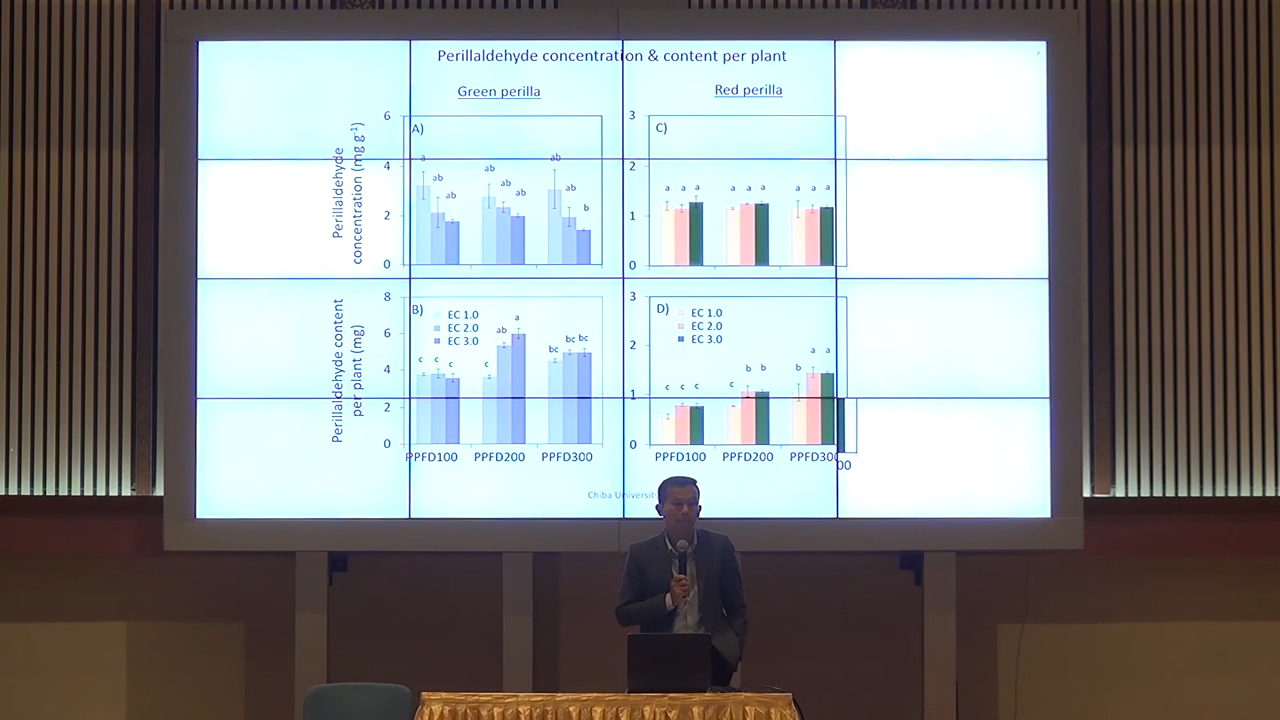 Perillaldehyde concentration & content per plant
Green perilla
Red perilla
Perillaldehyde
concentration (mg g-1)
6
4
2
0
A)
a
ab
ab
ab
ab
ab
ab
ab
b
3
2
1
0
C)
a a a
a a a
a a a
Perillaldehyde content
per plant (mg)
8
6
4
2
0
B)
EC 1.0
EC 2.0
EC 3.0
c c c
c ab a
bc bc bc
PPFD100 PPFD200 PPFD300
3
2
1
0
D)
EC 1.0
EC 2.0
EC 3.0
c c c
c b b
b a a
PPFD100 PPFD200 PPFD300
00
Chiba University